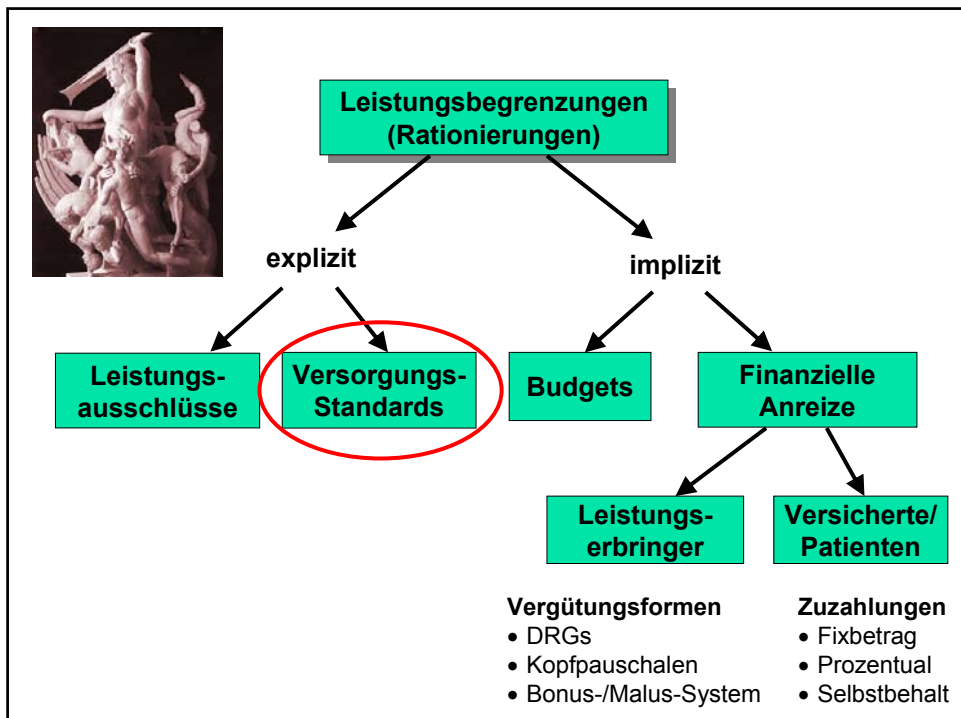 Leistungsbegrenzungen
(Rationierungen)
explizit
implizit
Leistungs-
ausschlüsse
Versorgungs-
Standards
Budgets
Finanzielle
Anreize
Leistungs-
erbringer
Versicherte/
Patienten
Vergütungsformen
• DRGs
• Kopfpauschalen
• Bonus-/Malus-System
Zuzahlungen
• Fixbetrag
• Prozentual
• Selbstbehalt